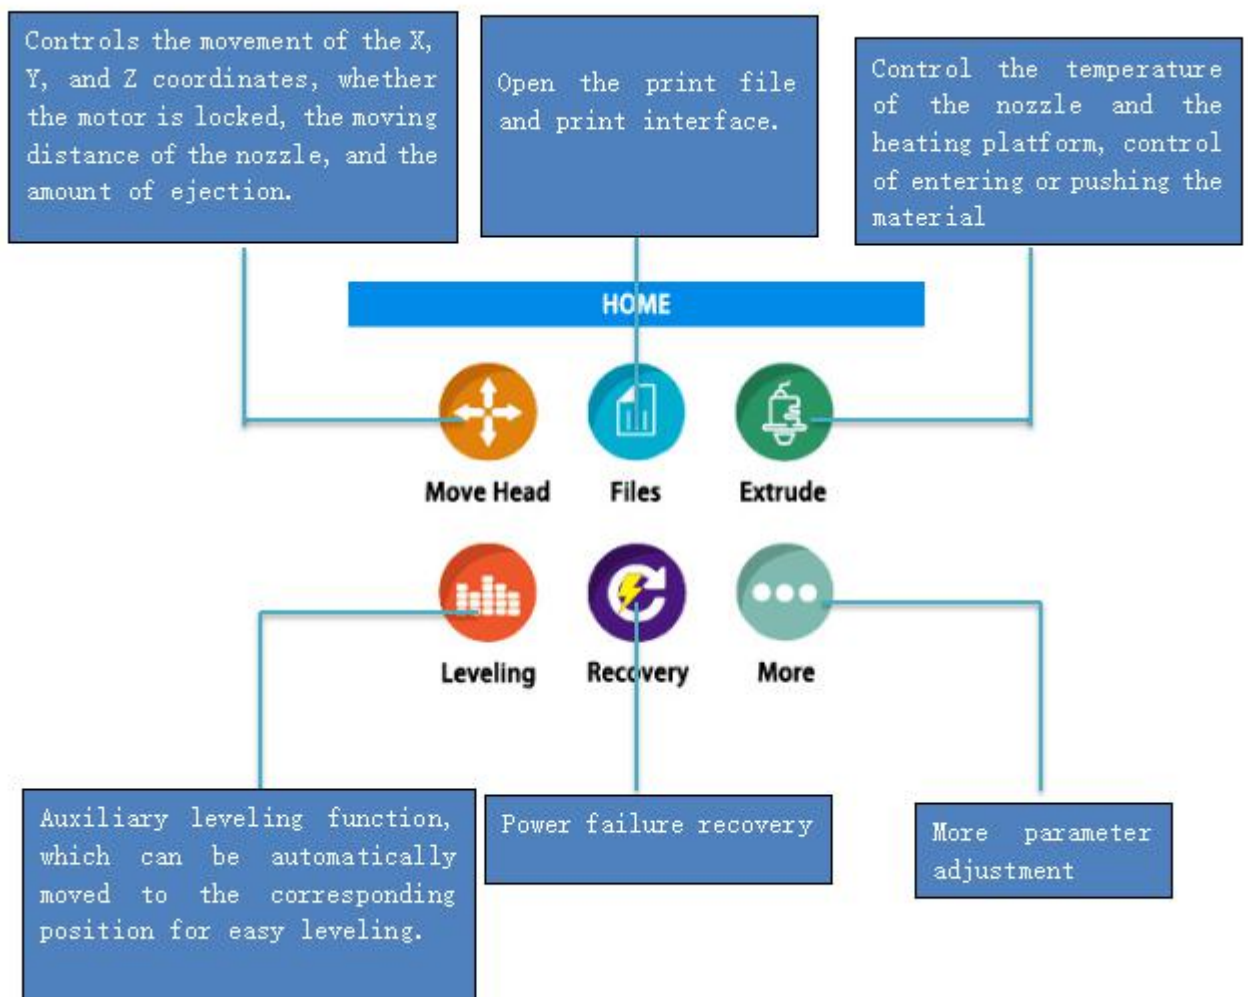 Controls the movement of the X,
Y, and Z coordinates, whether
the motor is locked, the moving
distance of the nozzle, and the
amount of ejection.
Open the print file
and print interface.
Control the temperature
of the nozzle and the
heating platform, control
of entering or pushing the
material
HOME
Move Head
Files
Extrude
Leveling
Recovery
More
Auxiliary leveling function,
which can be automatically
moved to the corresponding
position for easy leveling.
Power failure recovery
More parameter
adjustment